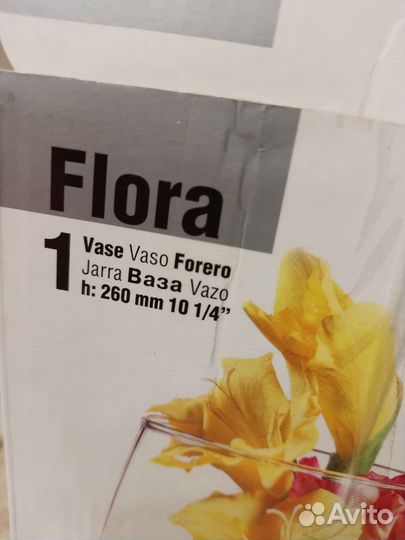 Flora
1 Vase Vaso Forero
Jarra Ваза Vazo
h: 260 mm 10 1/4”
Avito